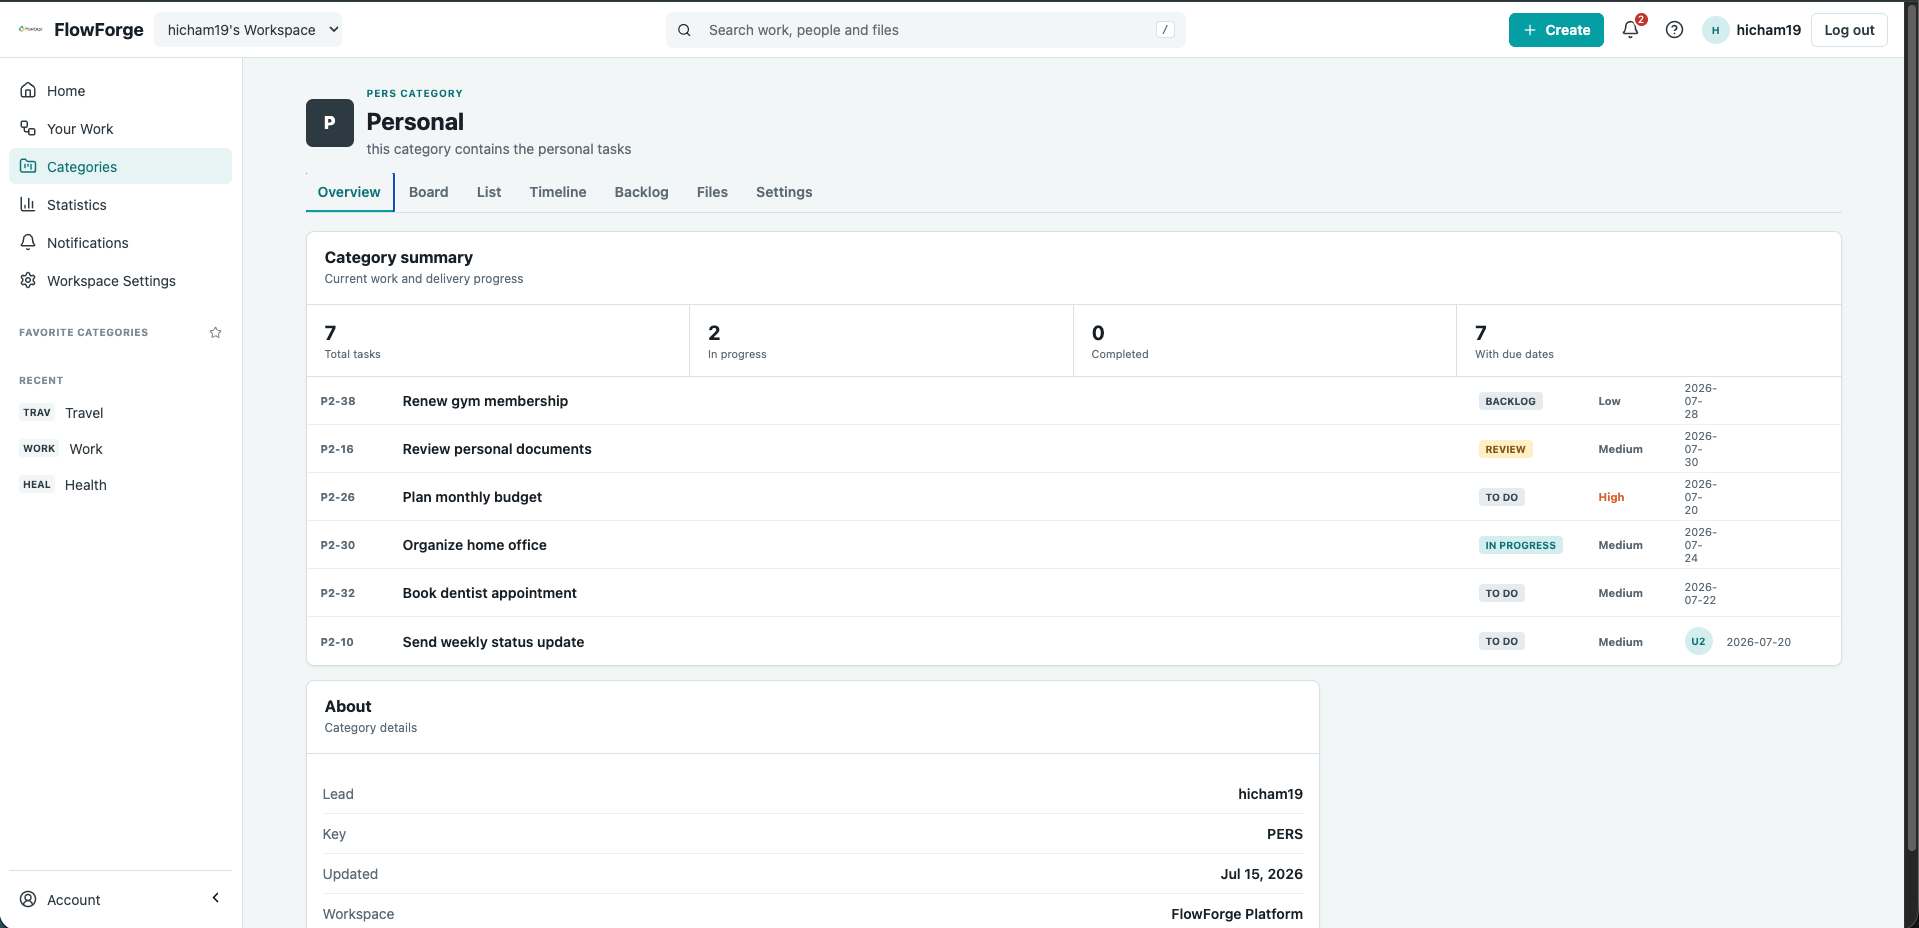 FlowForge
hicham19's Workspace
Search work, people and files
/
Create
2
H
hicham19
Log out
Home
Your Work
Categories
Statistics
Notifications
Workspace Settings
FAVORITE CATEGORIES
RECENT
TRAV Travel
WORK Work
HEAL Health
Account
P
PERS CATEGORY
Personal
this category contains the personal tasks
Overview
Board
List
Timeline
Backlog
Files
Settings
Category summary
Current work and delivery progress
7
Total tasks
2
In progress
0
Completed
7
With due dates
P2-38 Renew gym membership BACKLOG Low
2026-
07-
28
P2-16 Review personal documents REVIEW Medium
2026-
07-
30
P2-26 Plan monthly budget TO DO High
2026-
07-
20
P2-30 Organize home office IN PROGRESS Medium
2026-
07-
24
P2-32 Book dentist appointment TO DO Medium
2026-
07-22
P2-10 Send weekly status update TO DO Medium U2 2026-07-20
About
Category details
Lead hicham19
Key PERS
Updated Jul 15, 2026
Workspace FlowForge Platform